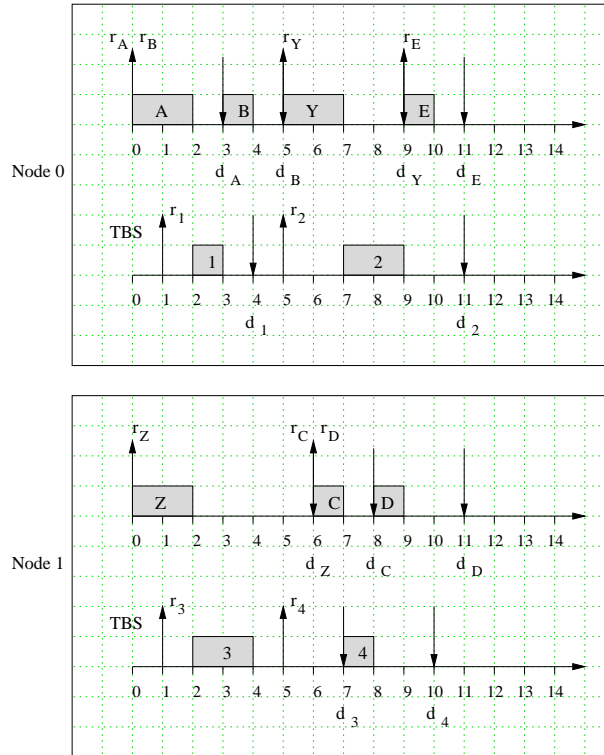 r_A r_B r_Y r_E
A B Y E
0 1 2 3 4 5 6 7 8 9 10 11 12 13 14
Node 0
d_A d_B d_Y d_E
TBS r_1 r_2
1 2
0 1 2 3 4 5 6 7 8 9 10 11 12 13 14
d_1 d_2
r_Z r_C r_D
Z C D
0 1 2 3 4 5 6 7 8 9 10 11 12 13 14
Node 1
d_Z d_C d_D
TBS r_3 r_4
3 4
0 1 2 3 4 5 6 7 8 9 10 11 12 13 14
d_3 d_4